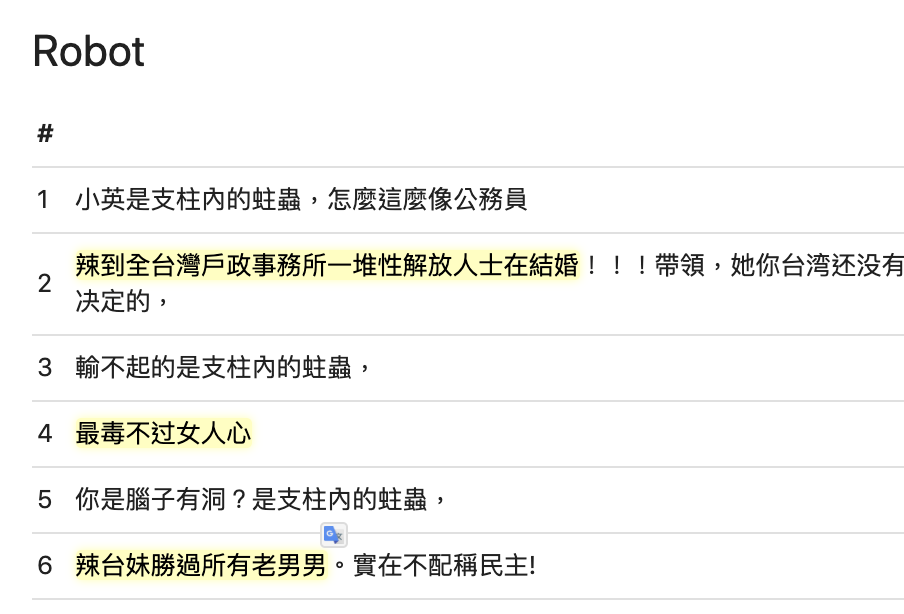 Robot
#
1 小英是支柱內的蛀蟲，怎麼這麼像公務員
2 辣到全台灣戶政事務所一堆性解放人士在結婚！！！帶領，她你台湾还没有
决定的，
3 輸不起的是支柱內的蛀蟲，
4 最毒不过女人心
5 你是腦子有洞？是支柱內的蛀蟲，
6 辣台妹勝過所有老男男。實在不配稱民主!